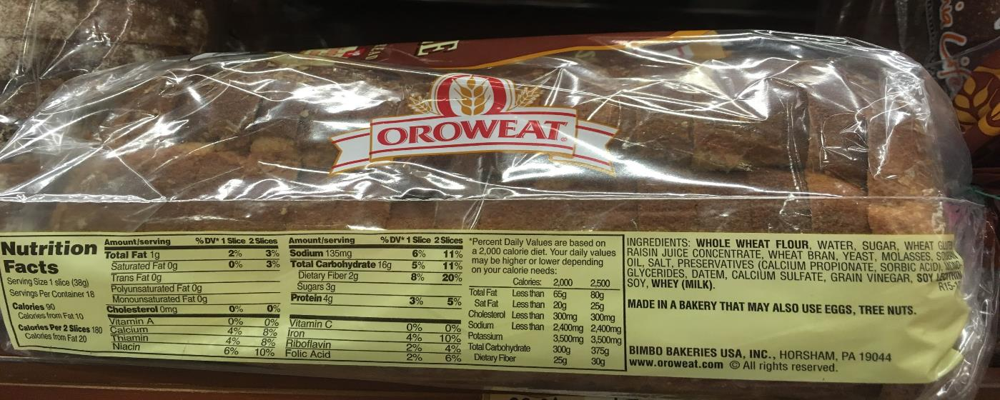 OROWEAT
Nutrition
Facts
Serving Size 1 slice (38g)
Servings Per Container 18
Calories 90
Calories from Fat 10
Calories Per 2 Slices 180
Calories from Fat 20
Amount/serving %DV* 1 Slice 2 Slices
Total Fat 1g 2% 3%
Saturated Fat 0g 0% 3%
Trans Fat 0g
Polyunsaturated Fat 0g
Monounsaturated Fat 0g
Cholesterol 0mg 0% 0%
Vitamin A 0% 0%
Calcium 4% 8%
Thiamin 4% 8%
Niacin 6% 10%
Amount/serving %DV* 1 Slice 2 Slices
Sodium 135mg 6% 11%
Total Carbohydrate 16g 5% 11%
Dietary Fiber 2g 8% 20%
Sugars 3g
Protein 4g 3% 5%
Vitamin C 0% 0%
Iron 4% 10%
Riboflavin 2% 4%
Folic Acid 2% 6%
*Percent Daily Values are based on
a 2,000 calorie diet. Your daily values
may be higher or lower depending
on your calorie needs:
Calories: 2,000 2,500
Total Fat Less than 65g 80g
Sat Fat Less than 20g 25g
Cholesterol Less than 300mg 300mg
Sodium Less than 2,400mg 2,400mg
Potassium 3,500mg 3,500mg
Total Carbohydrate 300g 375g
Dietary Fiber 25g 30g
INGREDIENTS: WHOLE WHEAT FLOUR, WATER, SUGAR, WHEAT
RAISIN JUICE CONCENTRATE, WHEAT BRAN, YEAST, MOLASSES,
OIL, SALT, PRESERVATIVES (CALCIUM PROPIONATE, SORBIC ACID),
GLYCERIDES, DATEM, CALCIUM SULFATE, GRAIN VINEGAR, SOY
SOY, WHEY (MILK).
MADE IN A BAKERY THAT MAY ALSO USE EGGS, TREE NUTS.
BIMBO BAKERIES USA, INC., HORSHAM, PA 19044
www.oroweat.com © All rights reserved.